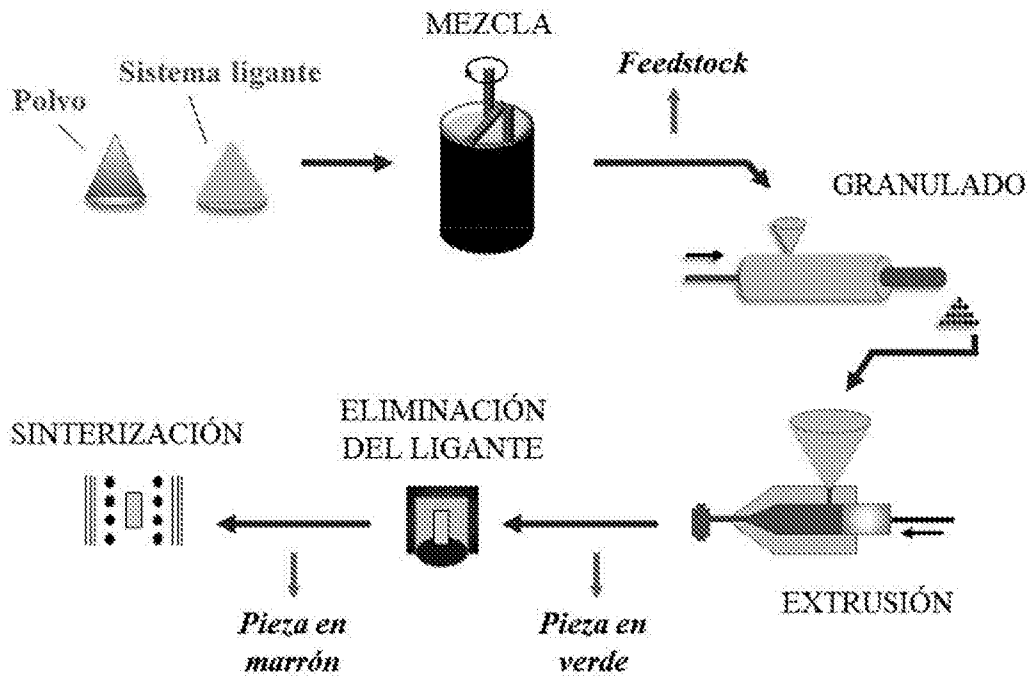 MEZCLA
Sistema ligante
Feedstock
Polvo
GRANULADO
ELIMINACIÓN
DEL LIGANTE
SINTERIZACIÓN
EXTRUSIÓN
Pieza en
marrón
Pieza en
verde